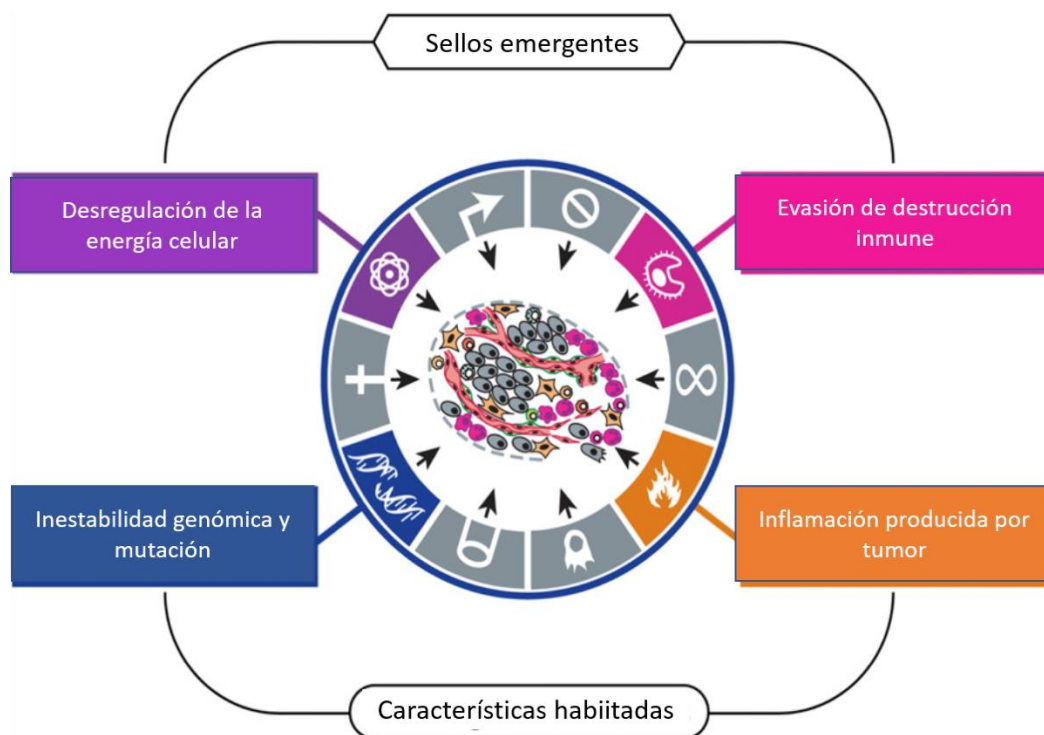 Sellos emergentes
Desregulación de la
energía celular
Evasión de destrucción
inmune
Inestabilidad genómica y
mutación
Inflamación producida por
tumor
Características habiitadas